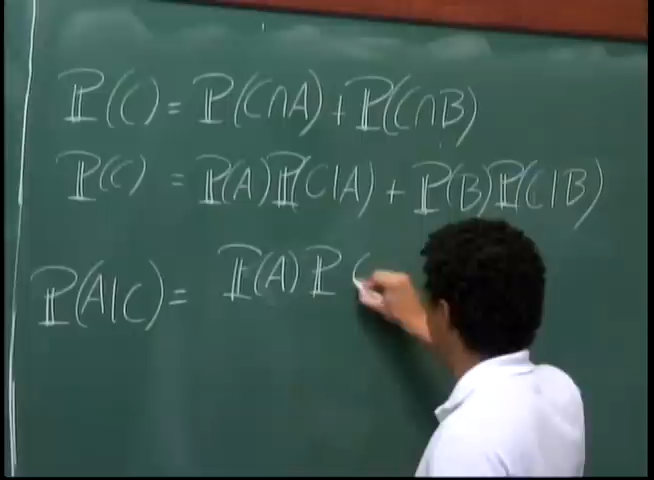 ℙ(C) = ℙ(C∩A) + ℙ(C∩B)
ℙ(C) = ℙ(A)ℙ(C|A) + ℙ(B)ℙ(C|B)
ℙ(A|C) = ℙ(A)ℙ(